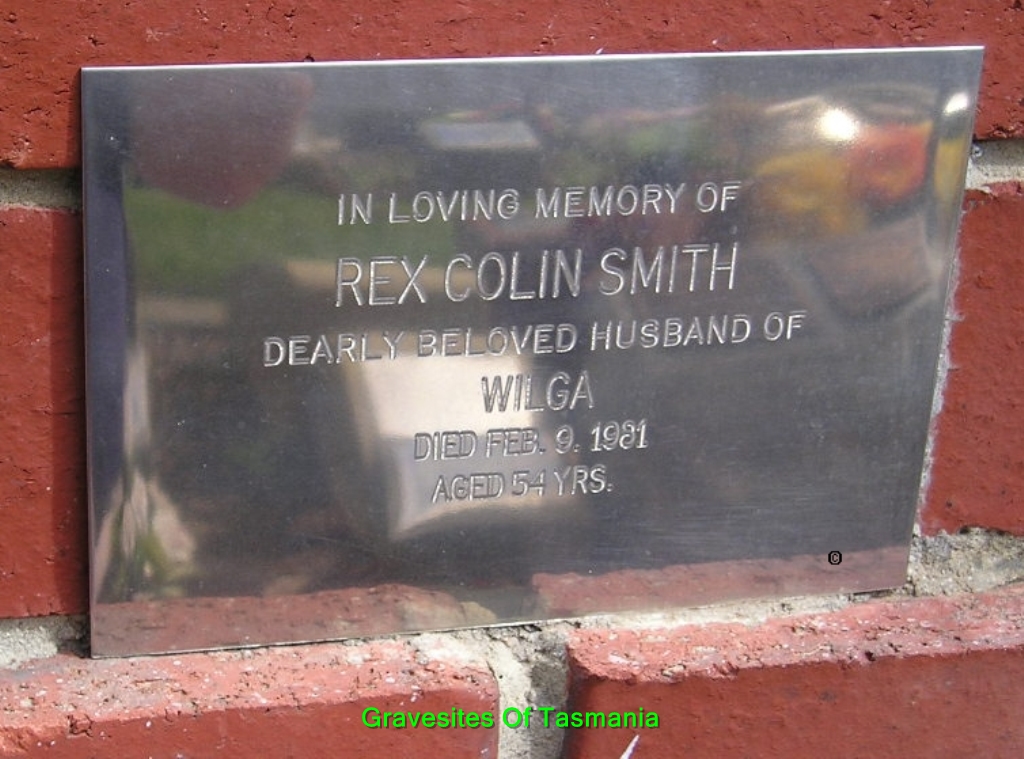 IN LOVING MEMORY OF
REX COLIN SMITH
DEARLY BELOVED HUSBAND OF
WILGA
DIED FEB. 9. 1981
AGED 54 YRS.
©
Gravesites Of Tasmania